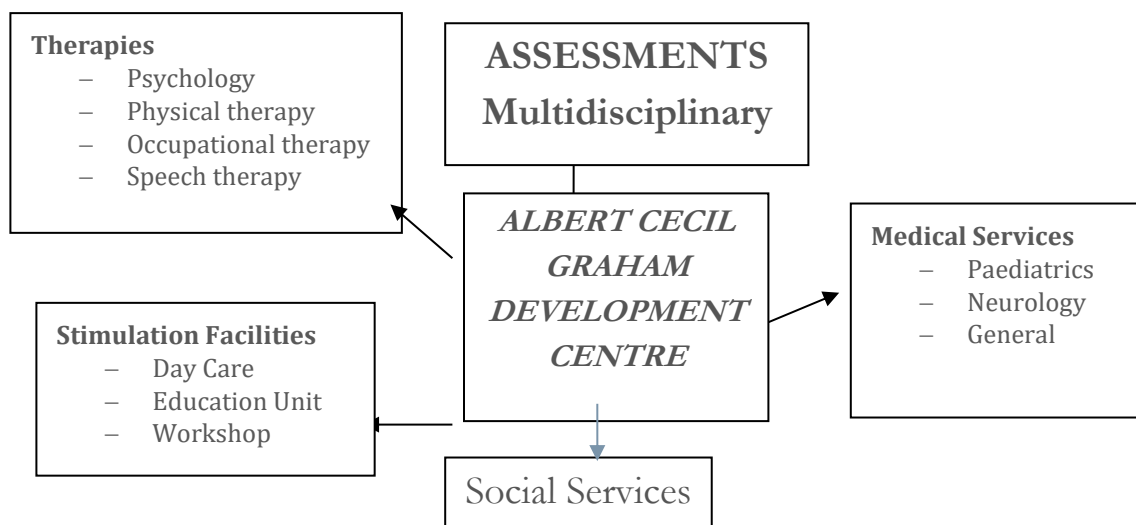 Therapies
– Psychology
– Physical therapy
– Occupational therapy
– Speech therapy
ASSESSMENTS
Multidisciplinary
ALBERT CECIL
GRAHAM
DEVELOPMENT
CENTRE
Medical Services
– Paediatrics
– Neurology
– General
Stimulation Facilities
– Day Care
– Education Unit
– Workshop
Social Services